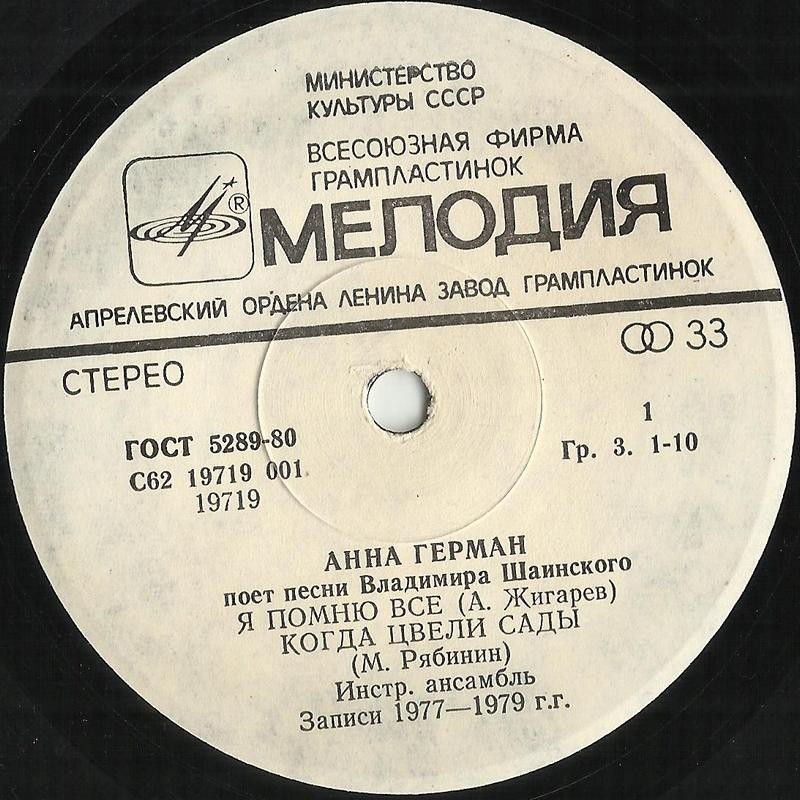 МИНИСТЕРСТВО
КУЛЬТУРЫ СССР
ВСЕСОЮЗНАЯ ФИРМА
ГРАМПЛАСТИНОК
® МЕЛОДИЯ
АПРЕЛЕВСКИЙ ОРДЕНА ЛЕНИНА ЗАВОД ГРАМПЛАСТИНОК
СТЕРЕО
33
ГОСТ 5289-80
1
С62 19719 001
Гр. 3. 1-10
19719
АННА ГЕРМАН
поет песни Владимира Шаинского
Я ПОМНЮ ВСЕ (А. Жигарев)
КОГДА ЦВЕЛИ САДЫ
(М. Рябинин)
Инстр. ансамбль
Записи 1977—1979 г.г.